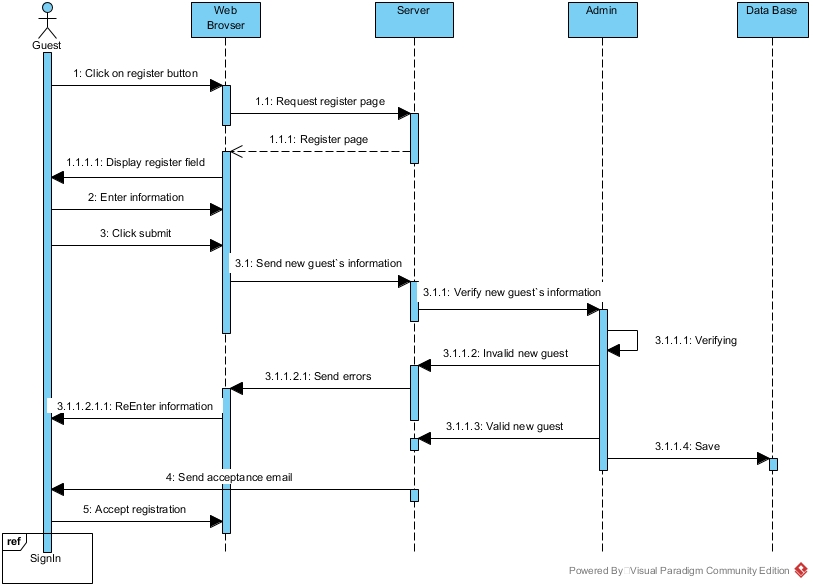 Web
Brovser
Server
Admin
Data Base
Guest
1: Click on register button
1.1: Request register page
1.1.1: Register page
1.1.1.1: Display register field
2: Enter information
3: Click submit
3.1: Send new guest`s information
3.1.1: Verify new guest`s information
3.1.1.1: Verifying
3.1.1.2: Invalid new guest
3.1.1.2.1: Send errors
3.1.1.2.1.1: ReEnter information
3.1.1.3: Valid new guest
3.1.1.4: Save
4: Send acceptance email
5: Accept registration
ref
SignIn
Powered By Visual Paradigm Community Edition